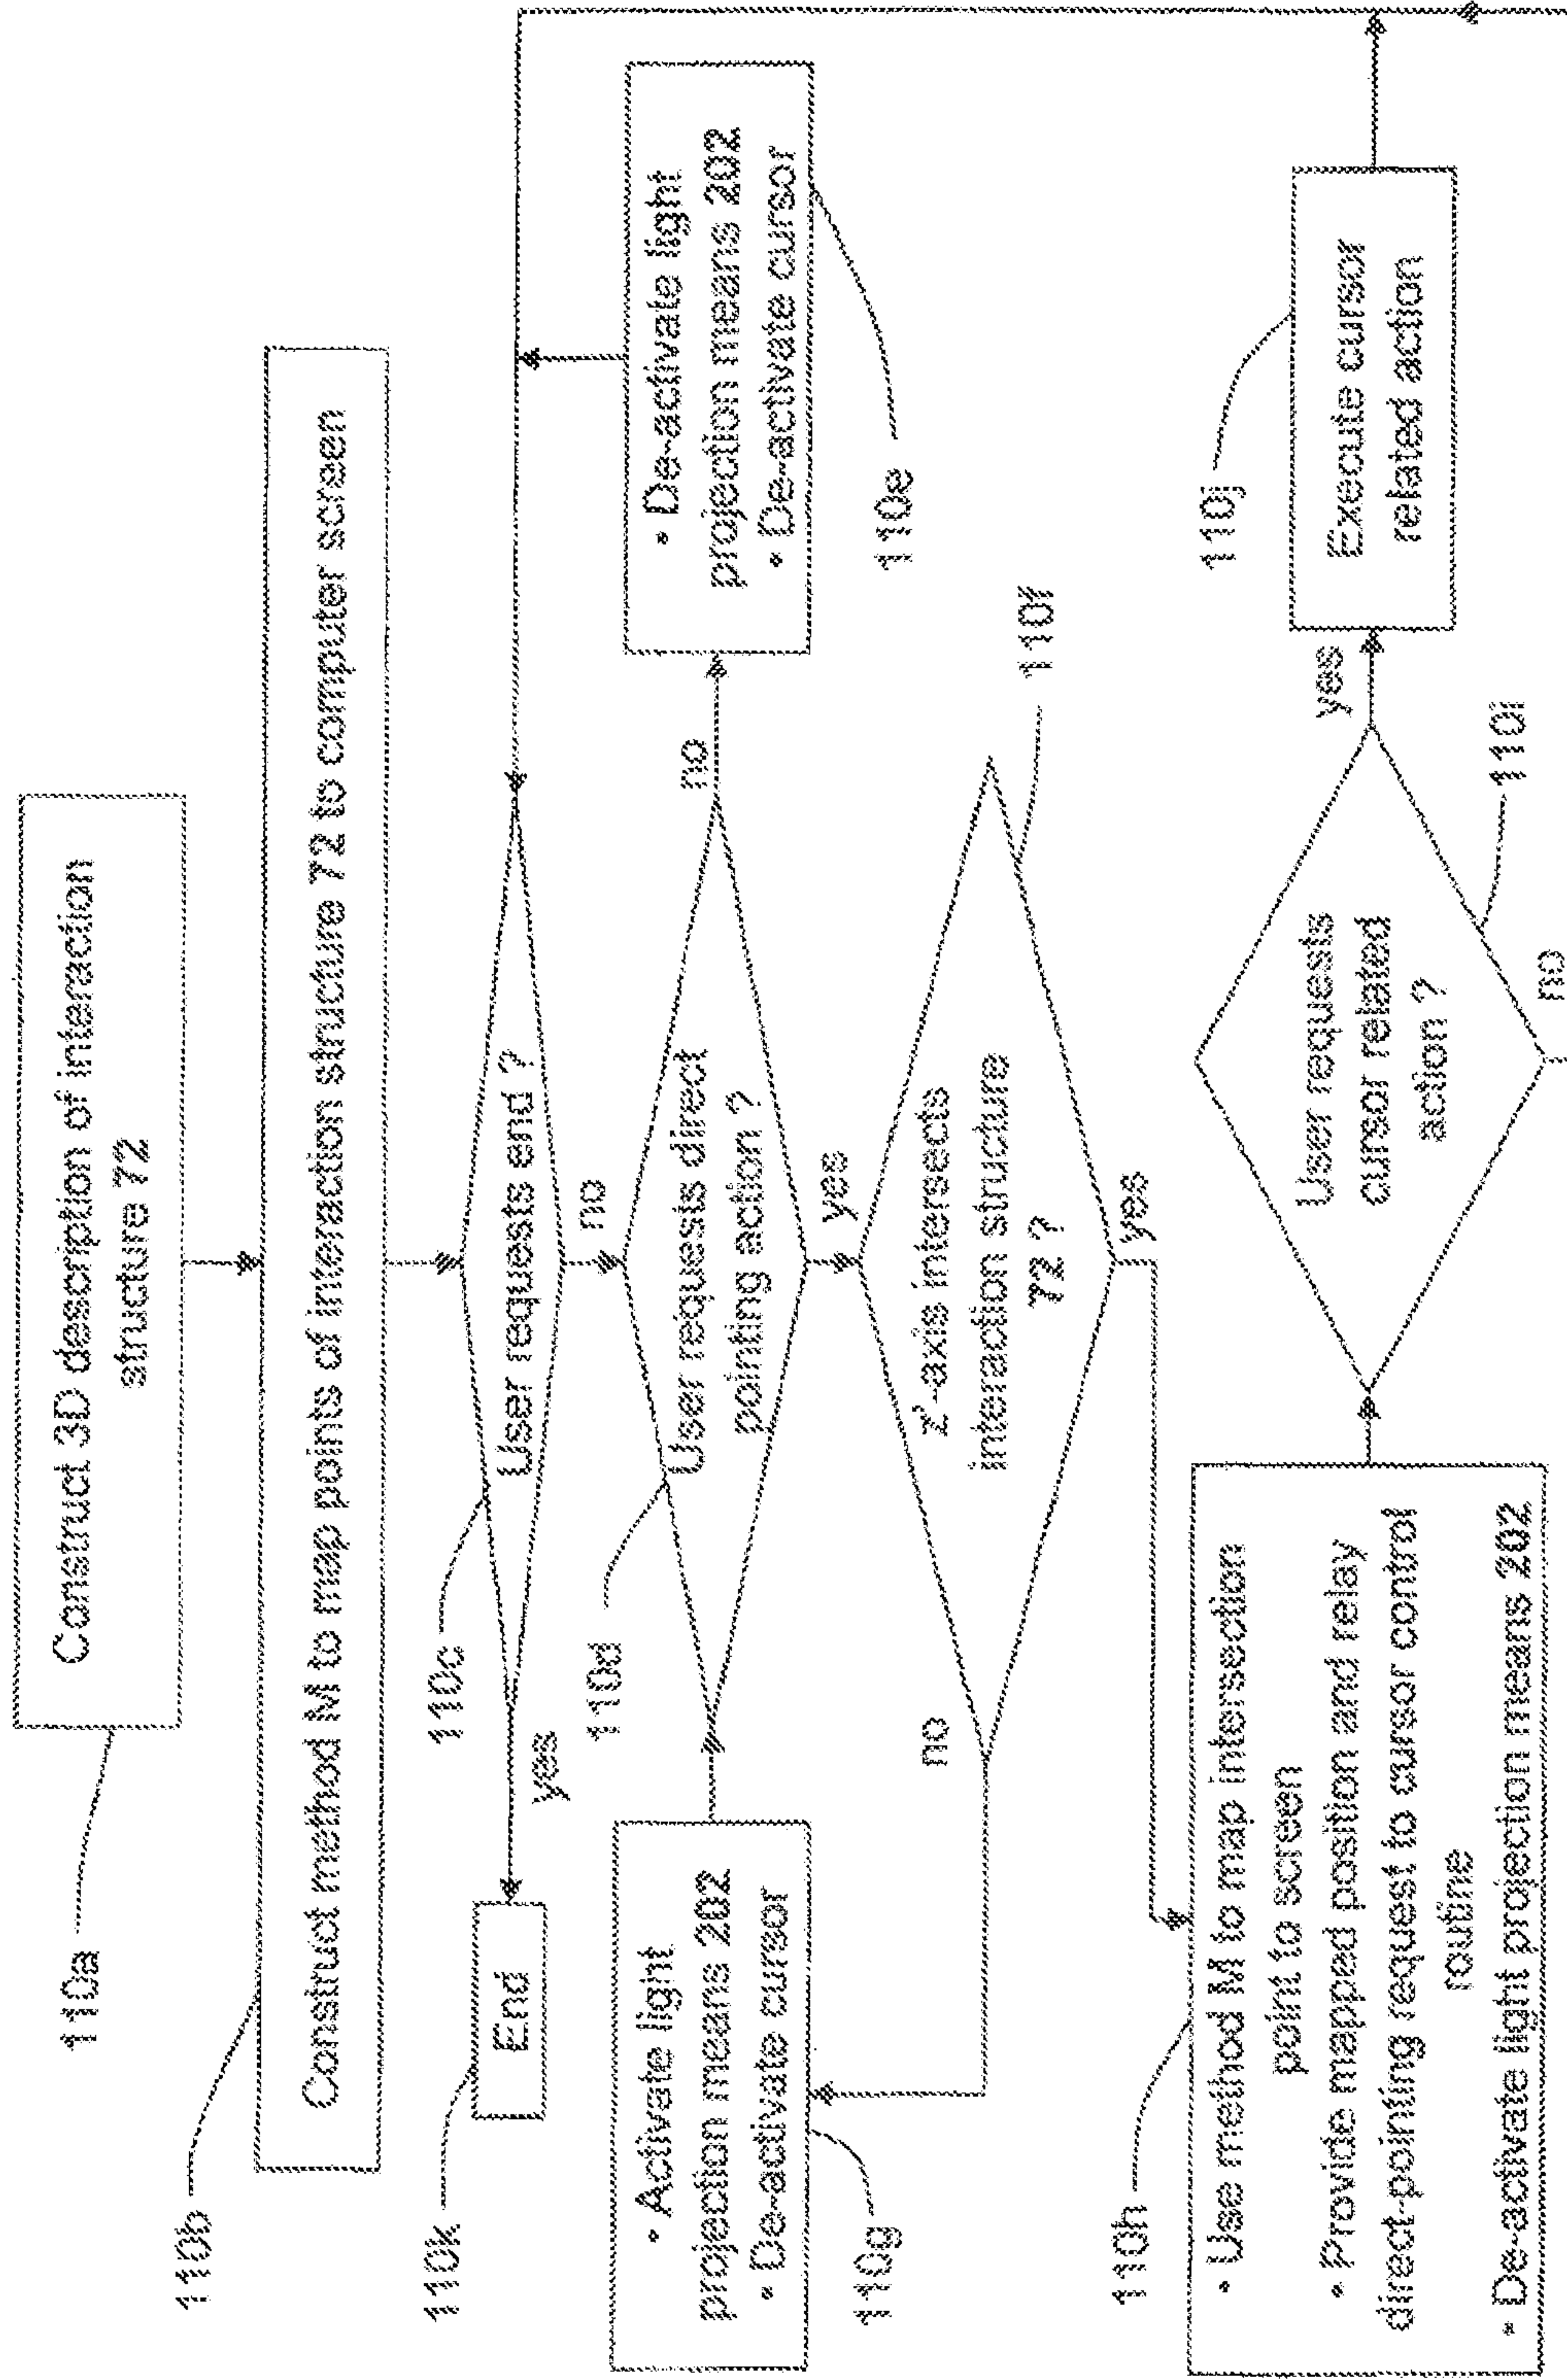 110a
Construct 3D description of interaction
structure 72
110b
Construct method M to map points of interaction structure 72 to computer screen
110c
User requests end ?
yes
no
110k
End
110d
User requests direct
pointing action ?
no
yes
• De-activate light
projection means 202
• De-activate cursor
110e
• Activate light
projection means 202
• De-activate cursor
110g
z'-axis intersects
interaction structure
72 ?
110f
no
yes
110h
• Use method M to map intersection
point to screen
• Provide mapped position and relay
direct-pointing request to cursor control
routine
• De-activate light projection means 202
User requests
cursor related
action ?
110i
yes
no
110j
Execute cursor
related action